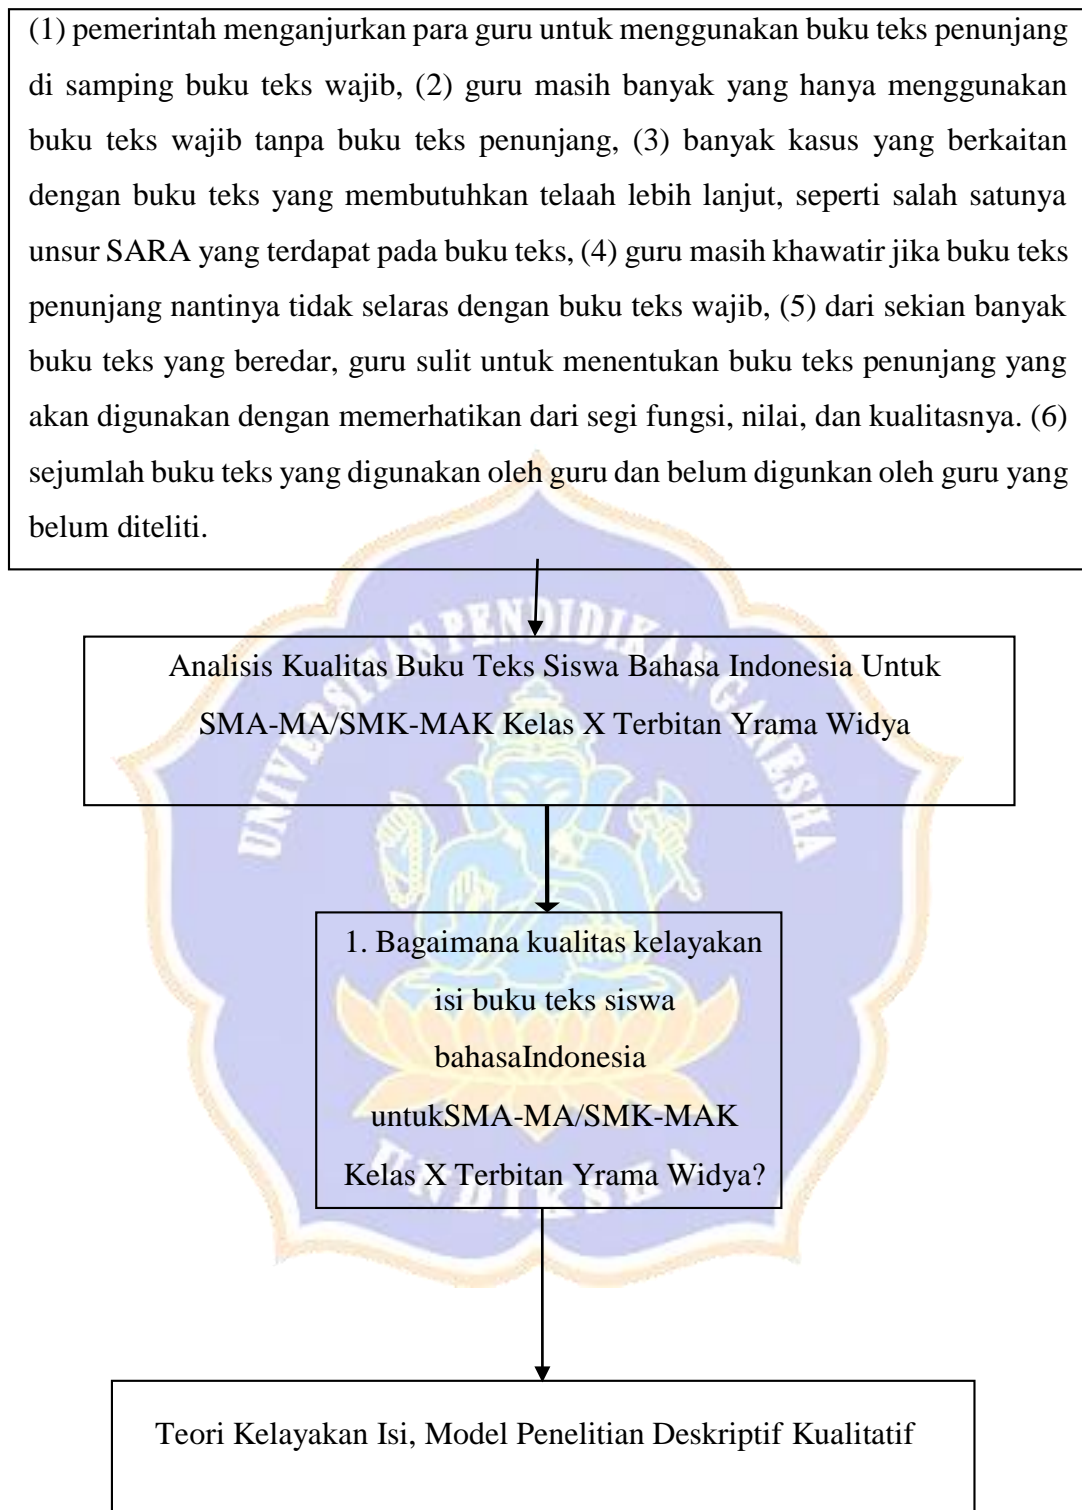 (1) pemerintah menganjurkan para guru untuk menggunakan buku teks penunjang
di samping buku teks wajib, (2) guru masih banyak yang hanya menggunakan
buku teks wajib tanpa buku teks penunjang, (3) banyak kasus yang berkaitan
dengan buku teks yang membutuhkan telaah lebih lanjut, seperti salah satunya
unsur SARA yang terdapat pada buku teks, (4) guru masih khawatir jika buku teks
penunjang nantinya tidak selaras dengan buku teks wajib, (5) dari sekian banyak
buku teks yang beredar, guru sulit untuk menentukan buku teks penunjang yang
akan digunakan dengan memerhatikan dari segi fungsi, nilai, dan kualitasnya. (6)
sejumlah buku teks yang digunakan oleh guru dan belum digunkan oleh guru yang
belum diteliti.
UNIVERSITAS PENDIDIKAN GANESHA
Analisis Kualitas Buku Teks Siswa Bahasa Indonesia Untuk
SMA-MA/SMK-MAK Kelas X Terbitan Yrama Widya
1. Bagaimana kualitas kelayakan
isi buku teks siswa
bahasaIndonesia
untukSMA-MA/SMK-MAK
Kelas X Terbitan Yrama Widya?
UNDIKSHA
Teori Kelayakan Isi, Model Penelitian Deskriptif Kualitatif